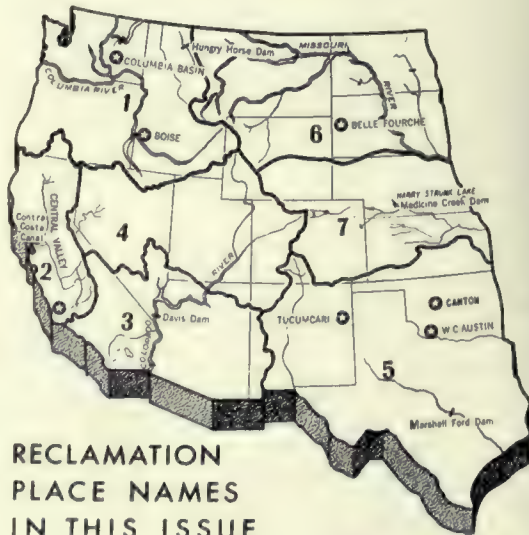 Hungry Horse Dam
MISSOURI
RIVER
COLUMBIA BASIN
COLUMBIA RIVER
1
BOISE
6
BELLE FOURCHE
HARRY STRUNK LAKE
Medicine Creek Dam
7
4
CENTRAL VALLEY
Contra
Costa
Canal
2
3
RIVER
COLORADO
Davis Dam
TUCUMCARI
CANTON
W.C. AUSTIN
5
Marshall Ford Dam
RECLAMATION
PLACE NAMES
IN THIS ISSUE